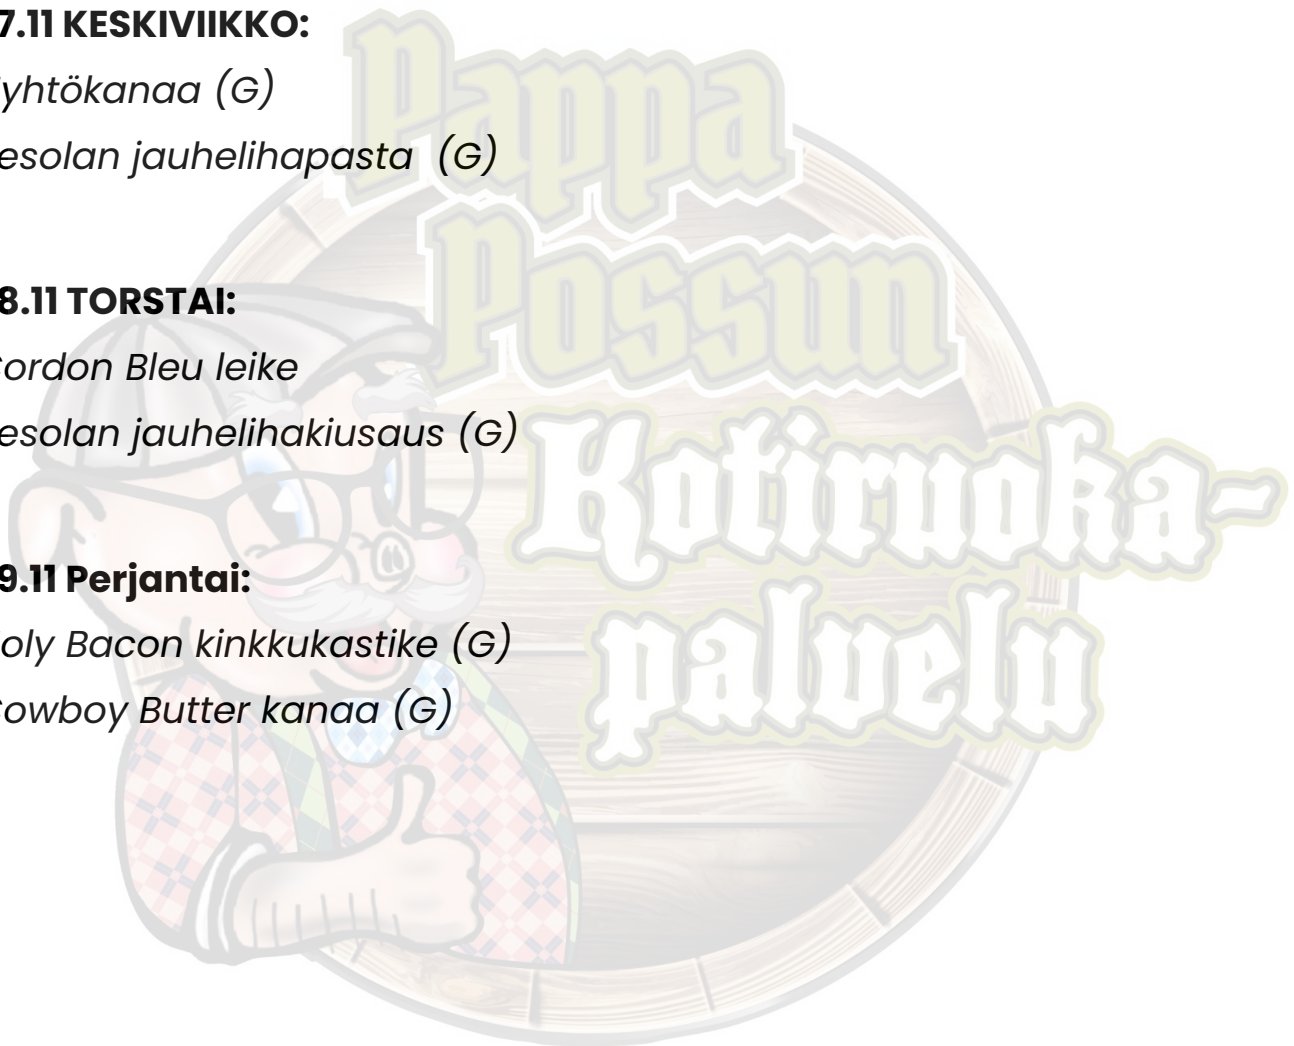 7.11 KESKIVIIKKO:
yhtökanaa (G)
esolan jauhelihapasta (G)
8.11 TORSTAI:
Cordon Bleu leike
esolan jauhelihakiusaus (G)
9.11 Perjantai:
oly Bacon kinkkukastike (G)
Cowboy Butter kanaa (G)
Pappa
Possun
Kotiruoka-
palvelu